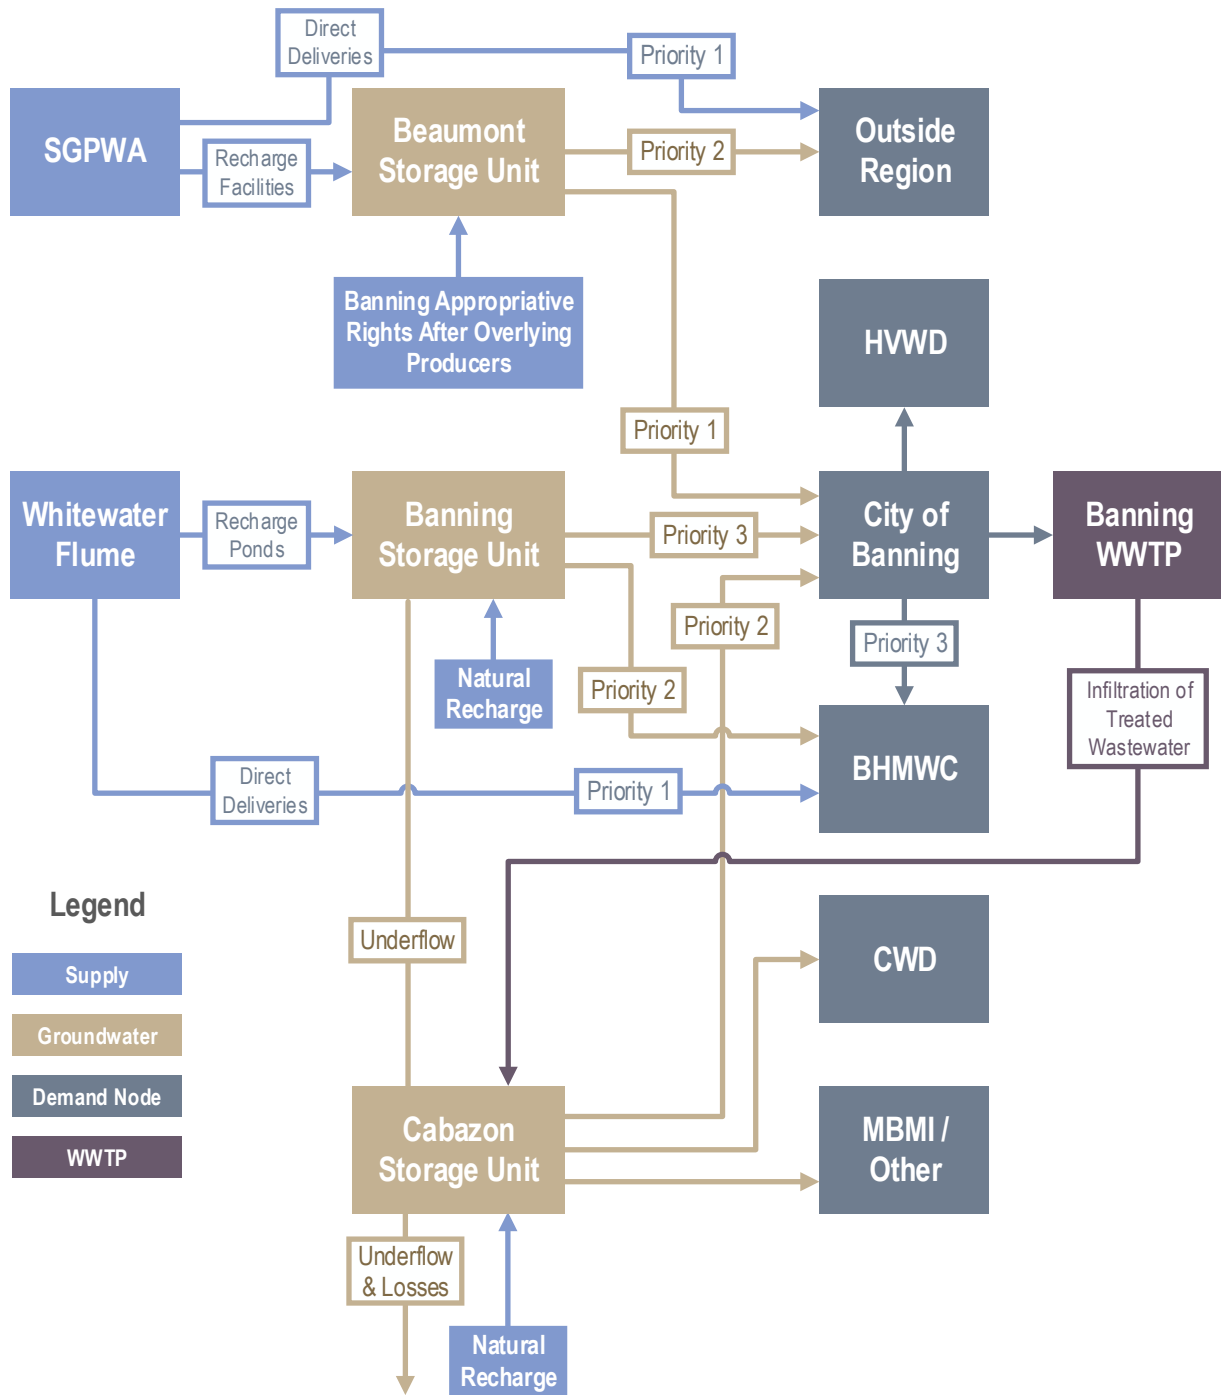 Direct
Deliveries
Priority 1
SGPWA
Recharge
Facilities
Beaumont
Storage Unit
Priority 2
Outside
Region
Banning Appropriative
Rights After Overlying
Producers
HVWD
Priority 1
Whitewater
Flume
Recharge
Ponds
Banning
Storage Unit
Priority 3
City of
Banning
Banning
WWTP
Priority 2
Priority 3
Natural
Recharge
Priority 2
Infiltration of
Treated
Wastewater
BHMWC
Direct
Deliveries
Priority 1
Legend
Supply
Groundwater
Demand Node
WWTP
Underflow
CWD
Cabazon
Storage Unit
MBMI /
Other
Underflow
& Losses
Natural
Recharge